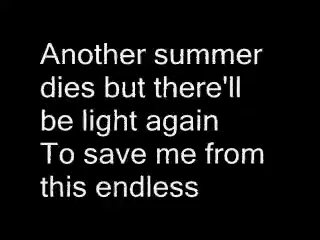 Another summer
dies but there'll
be light again
To save me from
this endless